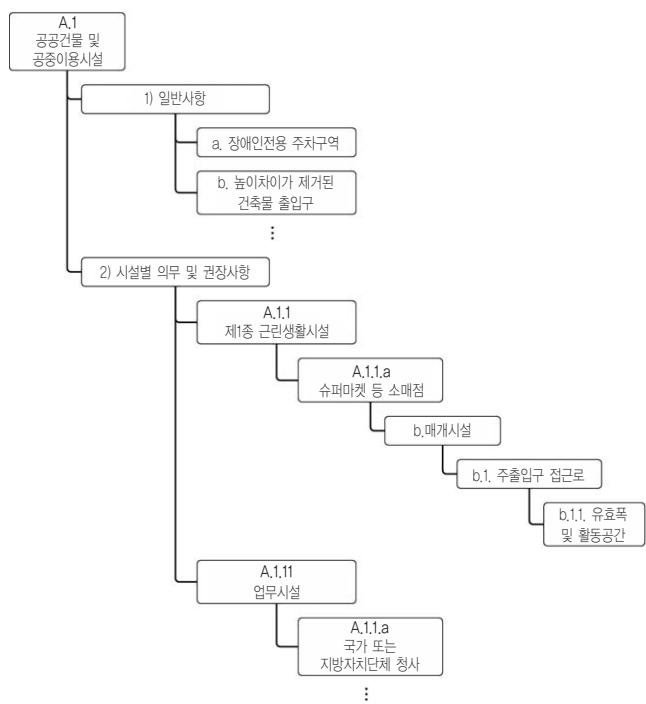 A.1
공공건물 및
공중이용시설
1) 일반사항
a. 장애인전용 주차구역
b. 높이차이가 제거된
건축물 출입구
⋮
2) 시설별 의무 및 권장사항
A.1.1
제1종 근린생활시설
A.1.1.a
슈퍼마켓 등 소매점
b.매개시설
b.1. 주출입구 접근로
b.1.1. 유효폭
및 활동공간
A.1.11
업무시설
A.1.1.a
국가 또는
지방자치단체 청사
⋮